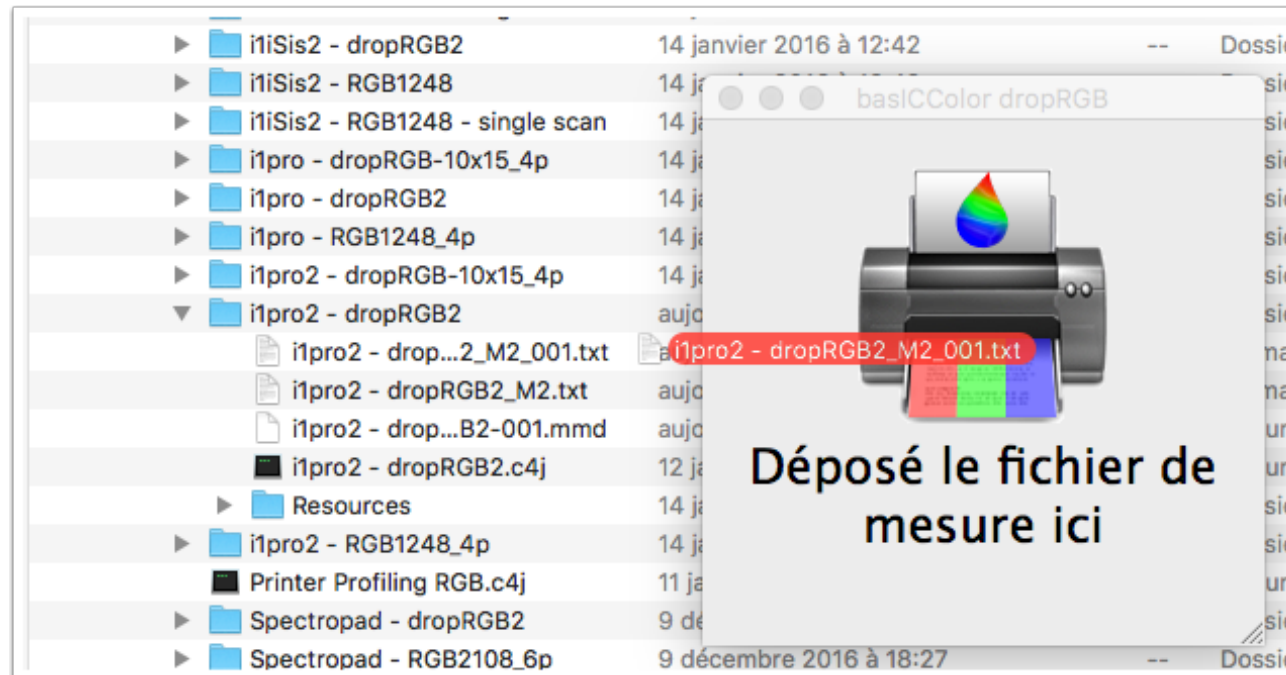 i1iSis2 - dropRGB2 14 janvier 2016 à 12:42 -- Dossi
i1iSis2 - RGB1248 14 ja
basICColor dropRGB
i1iSis2 - RGB1248 - single scan 14 ja
i1pro - dropRGB-10x15_4p 14 ja
i1pro - dropRGB2 14 ja
i1pro - RGB1248_4p 14 ja
i1pro2 - dropRGB-10x15_4p 14 ja
i1pro2 - dropRGB2 aujo
i1pro2 - drop...2_M2_001.txt
i1pro2 - dropRGB2_M2_001.txt
i1pro2 - dropRGB2_M2.txt aujo
i1pro2 - drop...B2-001.mmd aujo
i1pro2 - dropRGB2.c4j 12 ja
Déposé le fichier de
mesure ici
Resources 14 ja
i1pro2 - RGB1248_4p 14 ja
Printer Profiling RGB.c4j 11 ja
Spectropad - dropRGB2 9 dé
Spectropad - RGB2108_6p 9 décembre 2016 à 18:27 -- Dossi